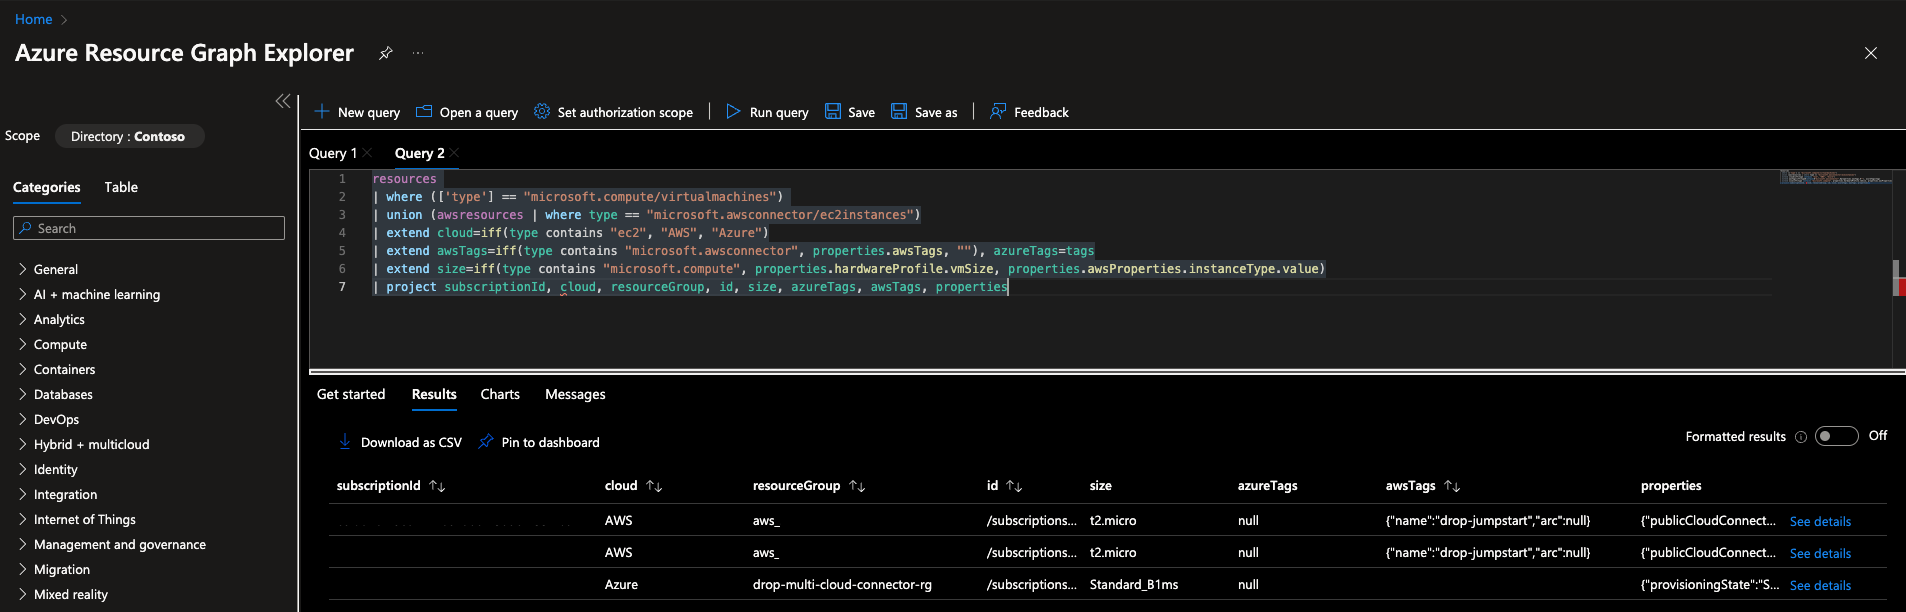 Home
Azure Resource Graph Explorer
New query
Open a query
Set authorization scope
Run query
Save
Save as
Feedback
Scope
Directory : Contoso
Categories
Table
Search
General
AI + machine learning
Analytics
Compute
Containers
Databases
DevOps
Hybrid + multicloud
Identity
Integration
Internet of Things
Management and governance
Migration
Mixed reality
Query 1
Query 2
1 resources
2 | where (['type'] == "microsoft.compute/virtualmachines")
3 | union (awsresources | where type == "microsoft.awsconnector/ec2instances")
4 | extend cloud=iff(type contains "ec2", "AWS", "Azure")
5 | extend awsTags=iff(type contains "microsoft.awsconnector", properties.awsTags, ""), azureTags=tags
6 | extend size=iff(type contains "microsoft.compute", properties.hardwareProfile.vmSize, properties.awsProperties.instanceType.value)
7 | project subscriptionId, cloud, resourceGroup, id, size, azureTags, awsTags, properties
Get started
Results
Charts
Messages
Download as CSV
Pin to dashboard
Formatted results
Off
subscriptionId cloud resourceGroup id size azureTags awsTags properties
AWS aws_ /subscriptions... t2.micro null {"name":"drop-jumpstart","arc":null} {"publicCloudConnect... See details
AWS aws_ /subscriptions... t2.micro null {"name":"drop-jumpstart","arc":null} {"publicCloudConnect... See details
Azure drop-multi-cloud-connector-rg /subscriptions... Standard_B1ms null {"provisioningState":"S... See details